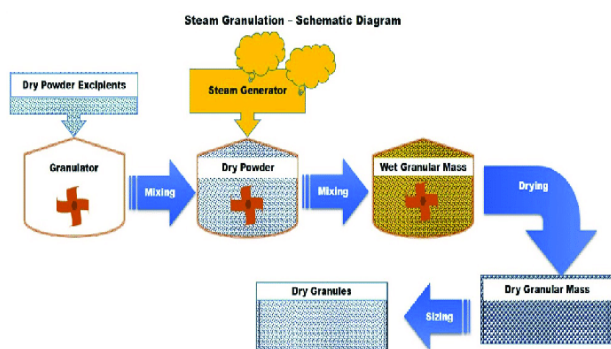 Steam Granulation – Schematic Diagram
Dry Powder Excipients
Steam Generator
Granulator
Mixing
Dry Powder
Mixing
Wet Granular Mass
Drying
Dry Granules
Sizing
Dry Granular Mass